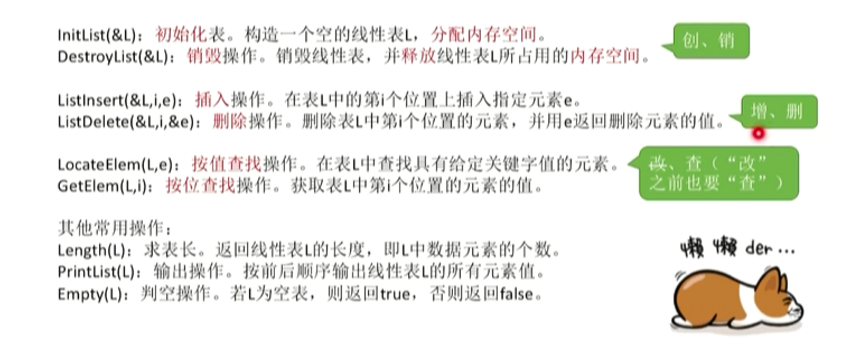 InitList(&L)：初始化表。构造一个空的线性表L，分配内存空间。
DestroyList(&L)：销毁操作。销毁线性表，并释放线性表L所占用的内存空间。
创、销
ListInsert(&L,i,e)：插入操作。在表L中的第i个位置上插入指定元素e。
ListDelete(&L,i,&e)：删除操作。删除表L中第i个位置的元素，并用e返回删除元素的值。
增、删
LocateElem(L,e)：按值查找操作。在表L中查找具有给定关键字值的元素。
GetElem(L,i)：按位查找操作。获取表L中第i个位置的元素的值。
改、查（“改”
之前也要“查”）
其他常用操作：
Length(L)：求表长。返回线性表L的长度，即L中数据元素的个数。
PrintList(L)：输出操作。按前后顺序输出线性表L的所有元素值。
Empty(L)：判空操作。若L为空表，则返回true，否则返回false。
懒 懒 der ...